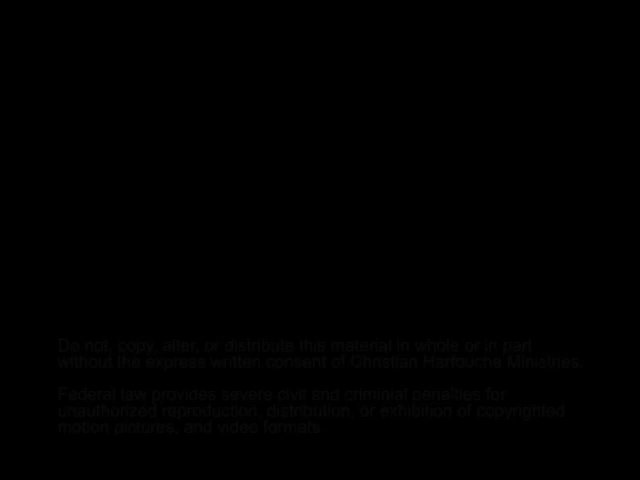 Do not, copy, alter, or distribute this material in whole or in part
without the express written consent of Christian Harfouche Ministries.
Federal law provides severe civil and criminal penalties for
unauthorized reproduction, distribution, or exhibition of copyrighted
motion pictures, and video formats